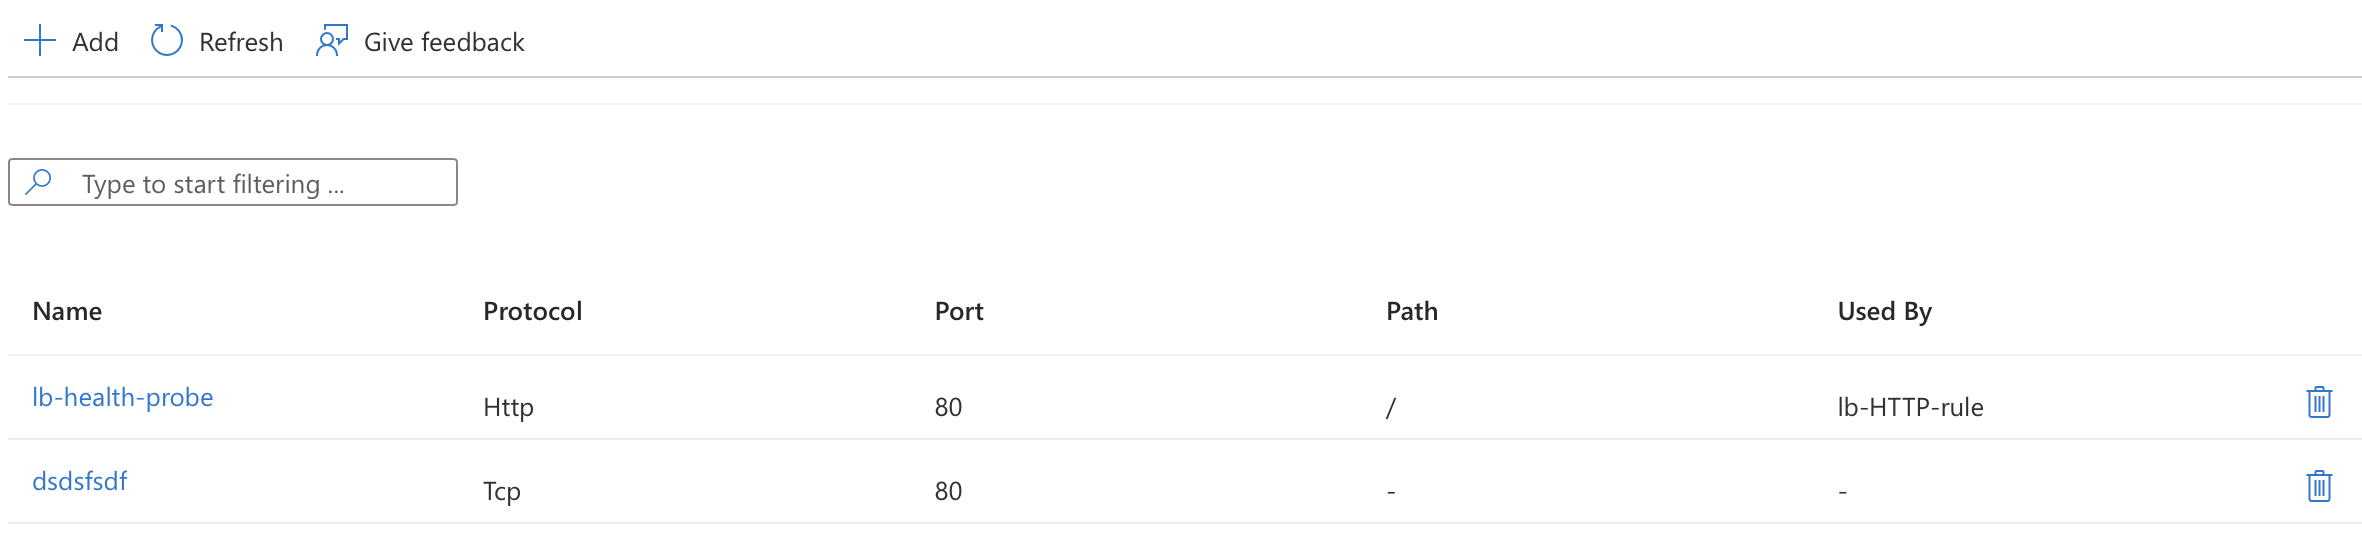 Add Refresh Give feedback
Type to start filtering ...
Name Protocol Port Path Used By
lb-health-probe Http 80 / lb-HTTP-rule
dsdsfsdf Tcp 80 - -